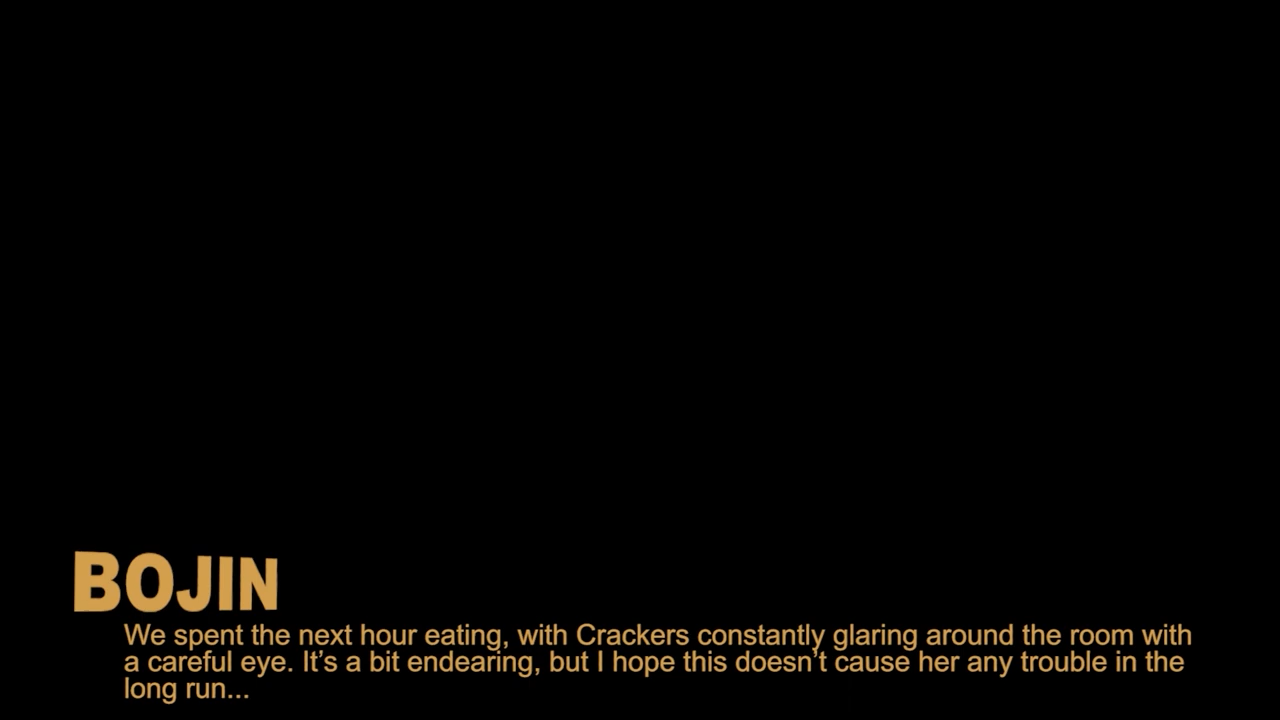 BOJIN
We spent the next hour eating, with Crackers constantly glaring around the room with
a careful eye. It’s a bit endearing, but I hope this doesn’t cause her any trouble in the
long run...